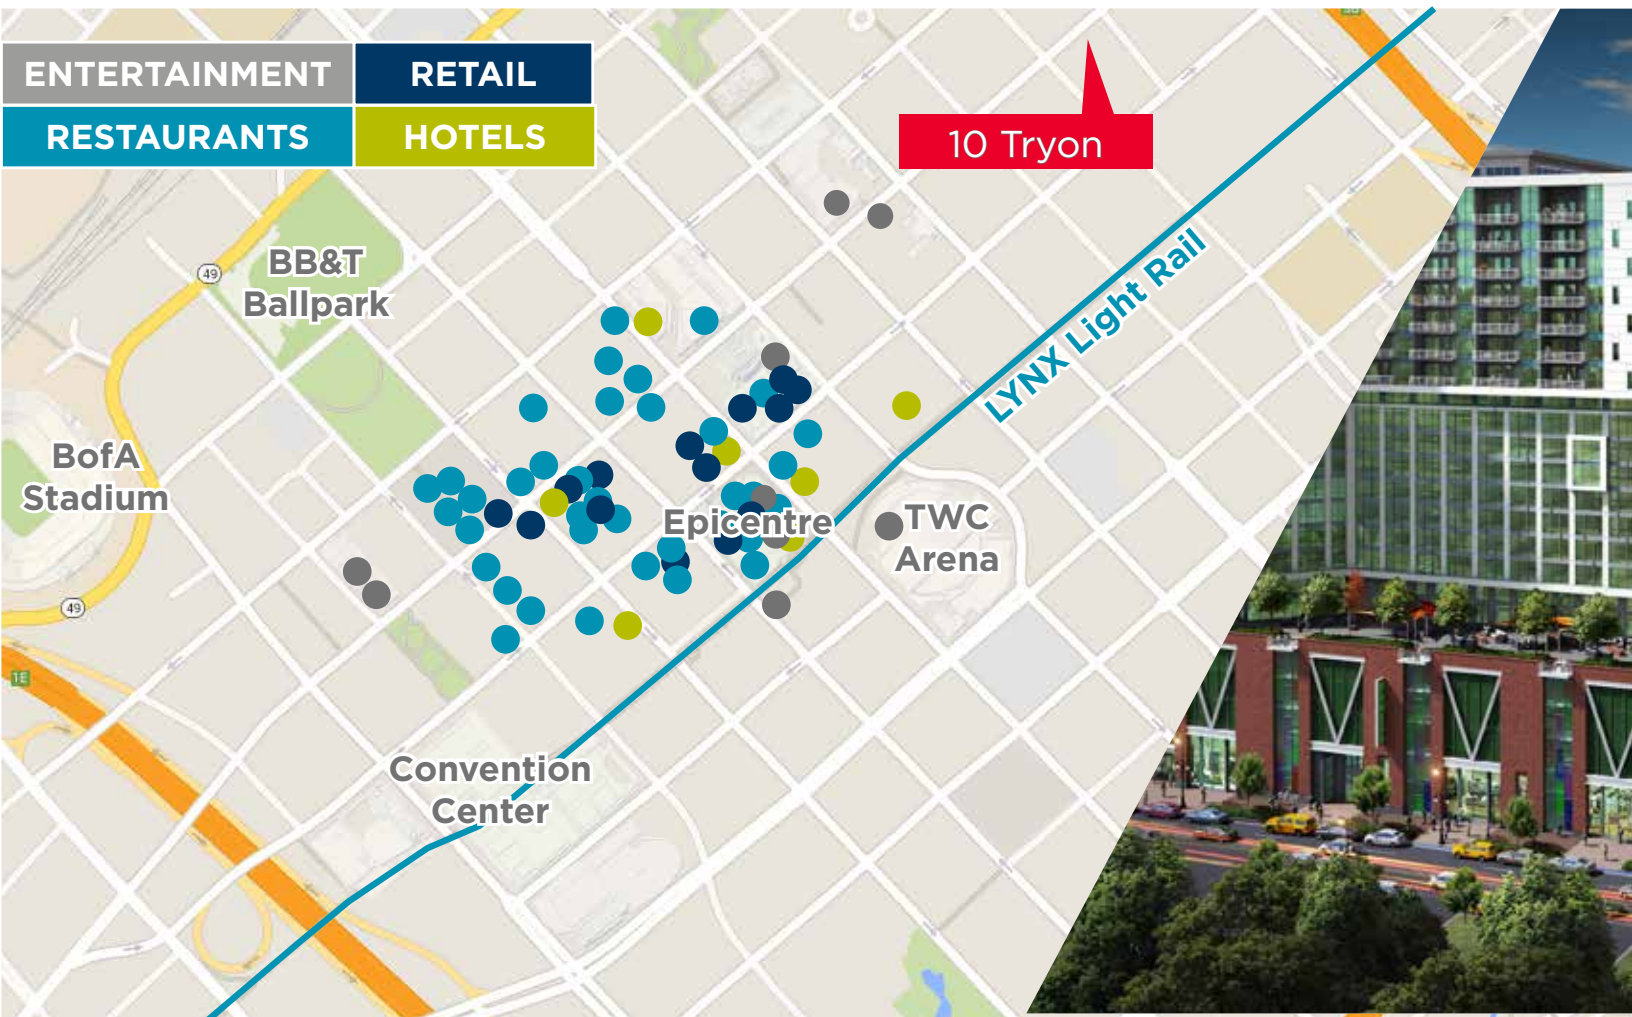 ENTERTAINMENT
RETAIL
RESTAURANTS
HOTELS
10 Tryon
49
BB&T
Ballpark
LYNX Light Rail
BofA
Stadium
Epicentre
TWC
Arena
49
1E
Convention
Center